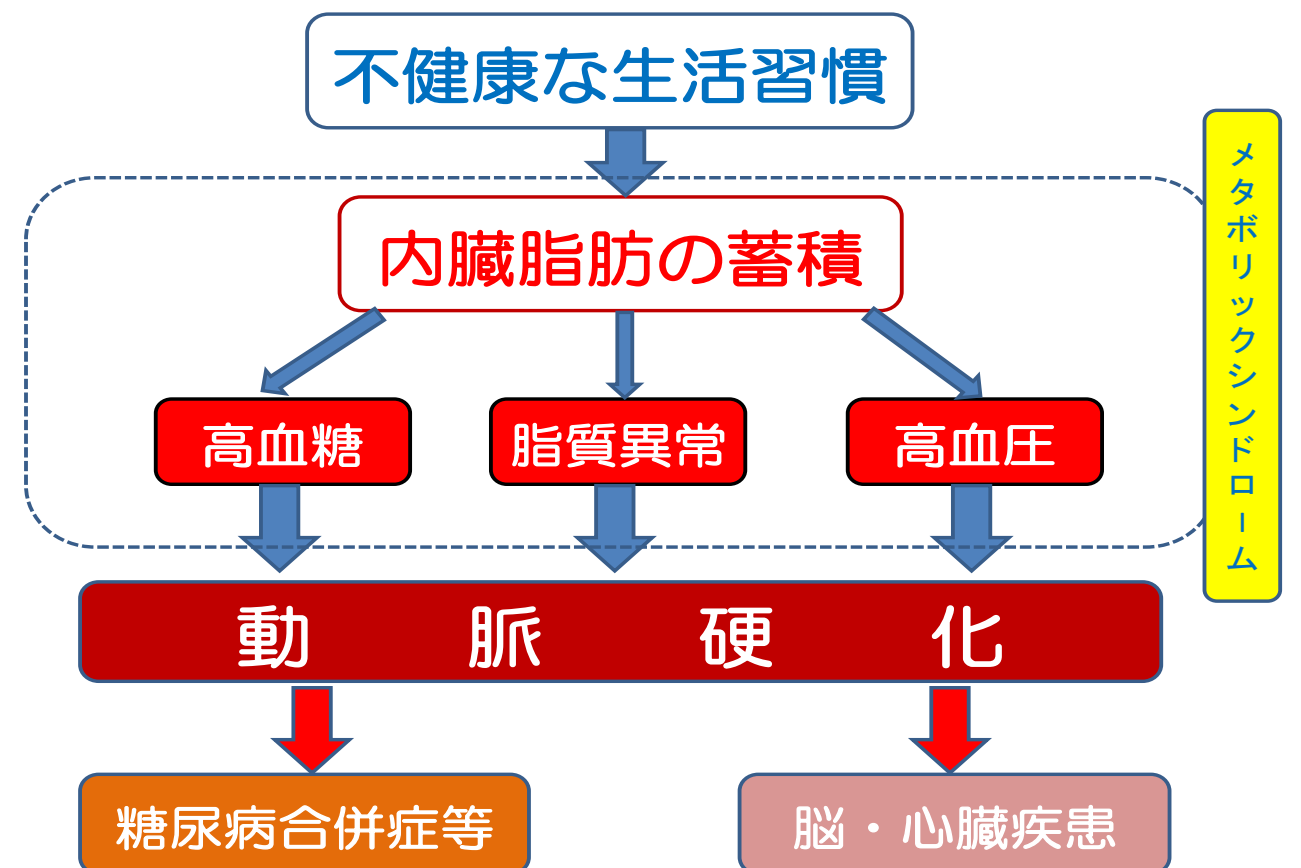 不健康な生活習慣
メタボリックシンドローム
内臓脂肪の蓄積
高血糖
脂質異常
高血圧
動脈硬化
糖尿病合併症等
脳・心臓疾患